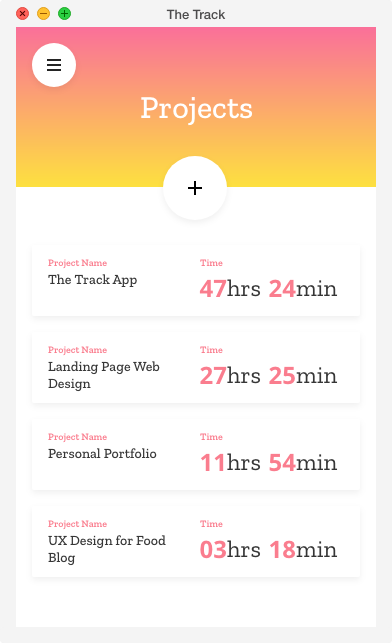 The Track
Projects
Project Name
Time
The Track App
47hrs 24min
Project Name
Time
Landing Page Web
Design
27hrs 25min
Project Name
Time
Personal Portfolio
11hrs 54min
Project Name
Time
UX Design for Food
Blog
03hrs 18min